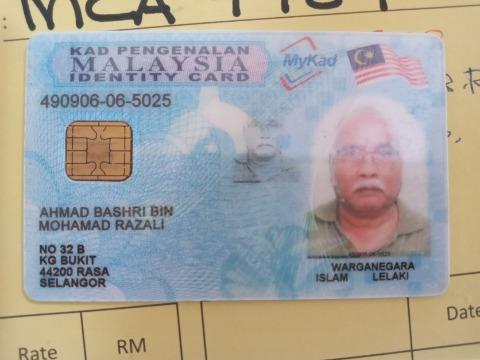 MCA
KAD PENGENALAN
MALAYSIA
IDENTITY CARD
MyKad
490906-06-5025
AHMAD BASHRI BIN
MOHAMAD RAZALI
NO 32 B
KG BUKIT
44200 RASA
SELANGOR
WARGANEGARA
ISLAM LELAKI
Rate
RM
Date